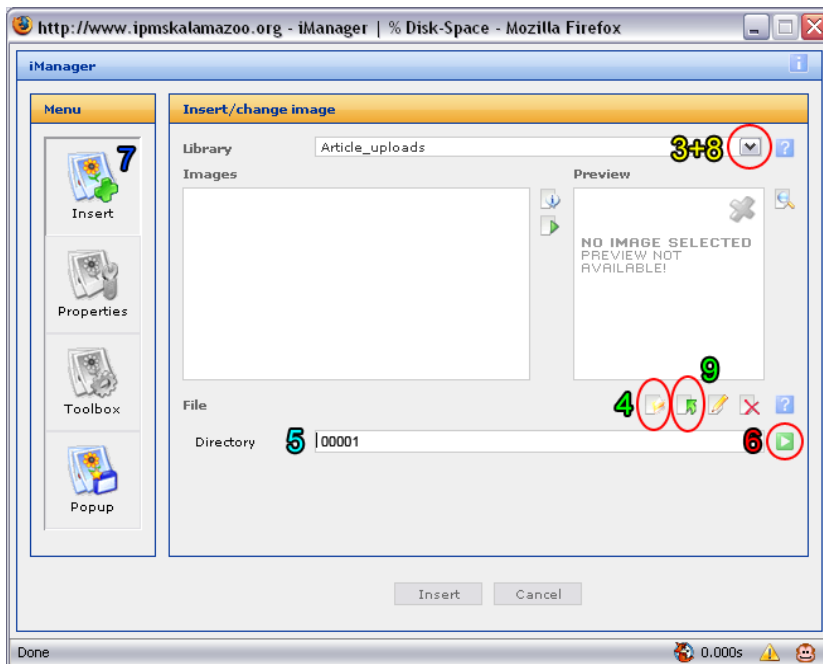 http://www.ipmskalamazoo.org - iManager | % Disk-Space - Mozilla Firefox
iManager
Menu
Insert/change image
7
Insert
Properties
Toolbox
Popup
Library
Article_uploads
3+8
?
Images
Preview
NO IMAGE SELECTED
PREVIEW NOT
AVAILABLE!
9
File
4
?
Directory
5
00001
6
Insert
Cancel
Done
0.000s